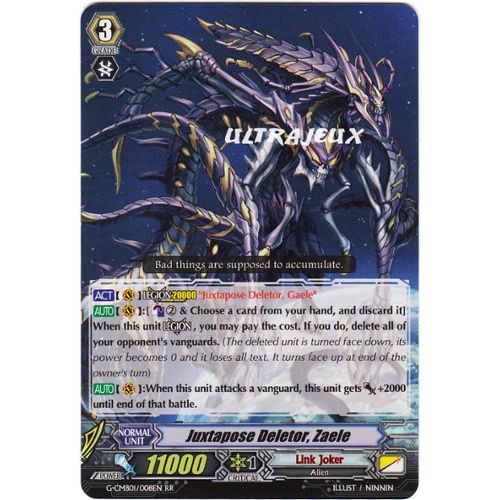 3
GRADE
ULTRAJEUX
Bad things are supposed to accumulate.
ACT [ ]LEGION 20000 "Juxtapose Deletor, Gaele"
AUTO [ ]:[ ② & Choose a card from your hand, and discard it]
When this unit LEGION, you may pay the cost. If you do, delete all of
your opponent's vanguards. (The deleted unit is turned face down, its
power becomes 0 and it loses all text. It turns face up at end of the
owner's turn)
AUTO [ ]:When this unit attacks a vanguard, this unit gets +2000
until end of that battle.
NORMAL
UNIT
Juxtapose Deletor, Zaele
POWER
11000
1
CRITICAL
Link Joker
Alien
G-CMB01/008EN RR
ILLUST / NINNIN